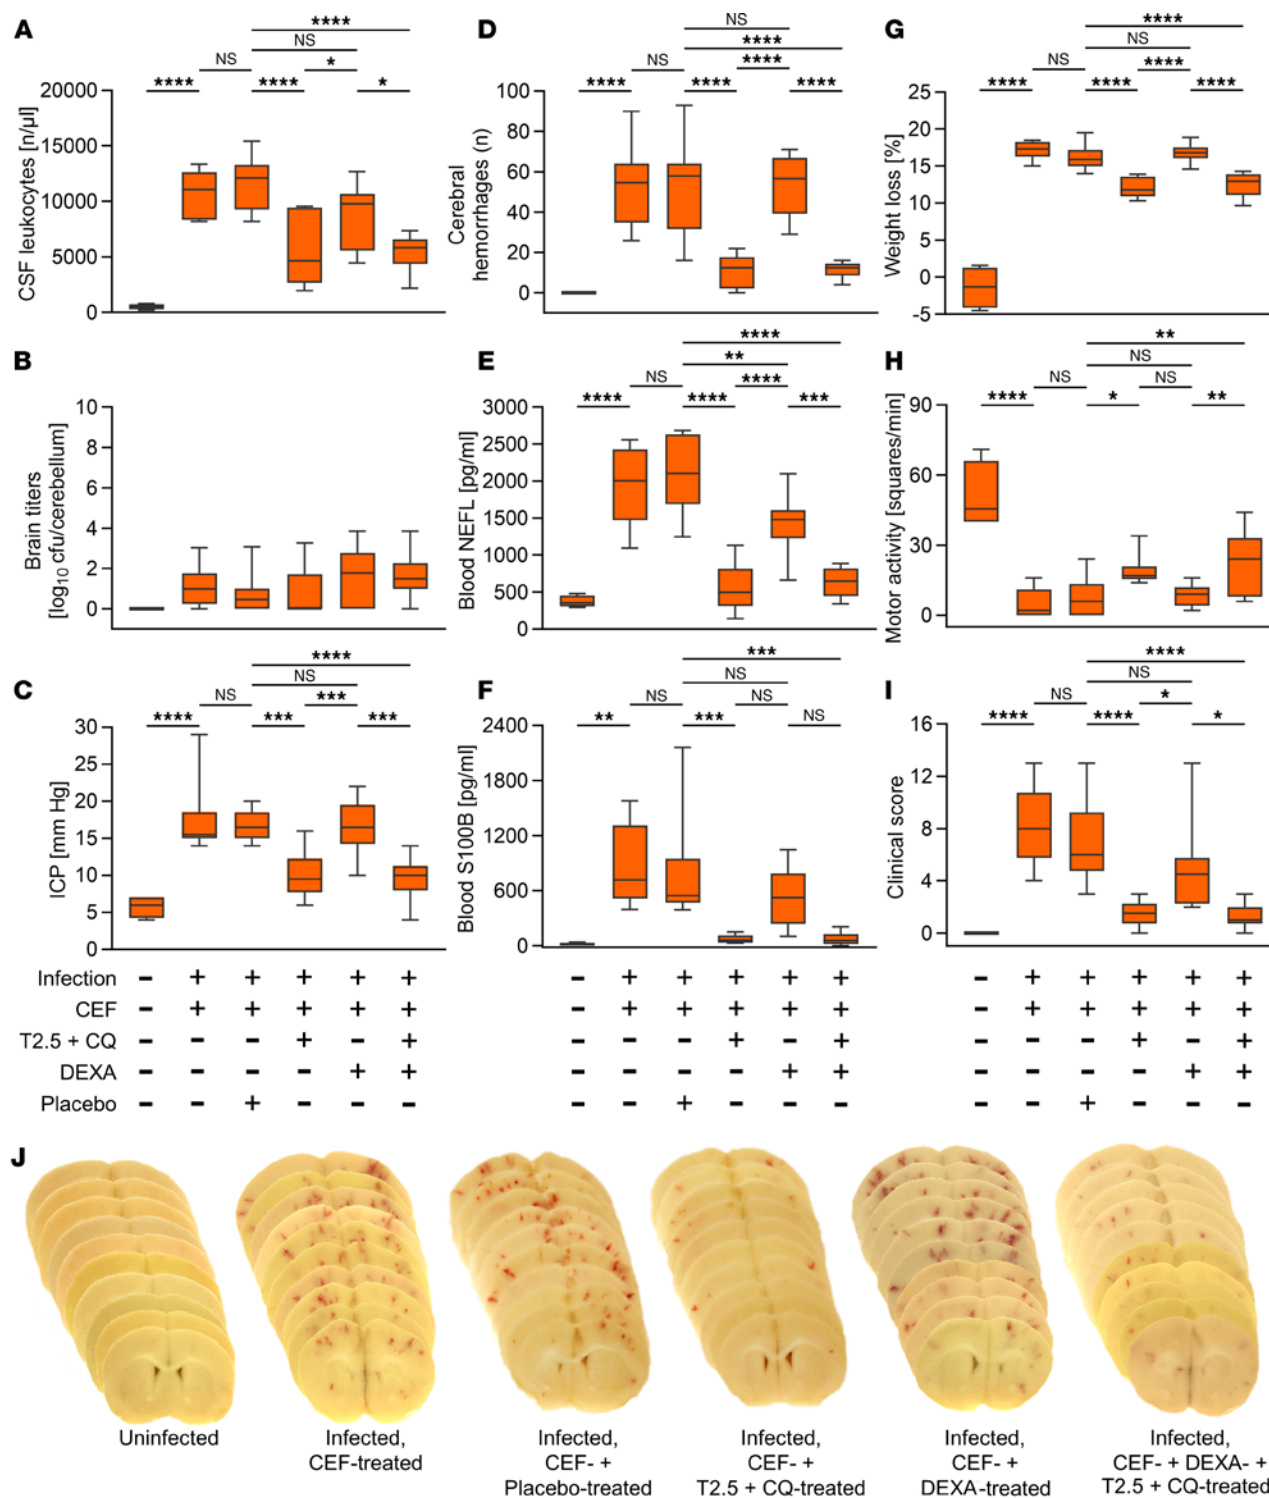 A
****
NS
NS
*
****
****
*
CSF leukocytes [n/µl]
20000
15000
10000
5000
0
D
NS
****
NS
****
****
****
****
Cerebral
hemorrhages (n)
100
80
60
40
20
0
G
****
NS
NS
****
****
****
****
Weight loss [%]
25
20
15
10
5
0
-5
B
Brain titers
[log10 cfu/cerebellum]
10
8
6
4
2
0
E
****
**
NS
****
****
****
***
Blood NEFL [pg/ml]
3000
2500
2000
1500
1000
500
0
H
**
NS
NS
NS
****
*
**
Motor activity [squares/min]
90
60
30
0
C
****
NS
NS
***
****
***
***
ICP [mm Hg]
30
25
20
15
10
5
0
F
***
NS
NS
NS
**
***
NS
Blood S100B [pg/ml]
2400
1800
1200
600
0
I
****
NS
NS
*
****
****
*
Clinical score
16
12
8
4
0
Infection - + + + + + - + + + + + - + + + + +
CEF - + + + + + - + + + + + - + + + + +
T2.5 + CQ - - - + - + - - - + - + - - - + - +
DEXA - - - - + + - - - - + + - - - - + +
Placebo - - + - - - - - + - - - - - + - - -
J
Uninfected
Infected,
CEF-treated
Infected,
CEF- +
Placebo-treated
Infected,
CEF- +
T2.5 + CQ-treated
Infected,
CEF- +
DEXA-treated
Infected,
CEF- + DEXA- +
T2.5 + CQ-treated